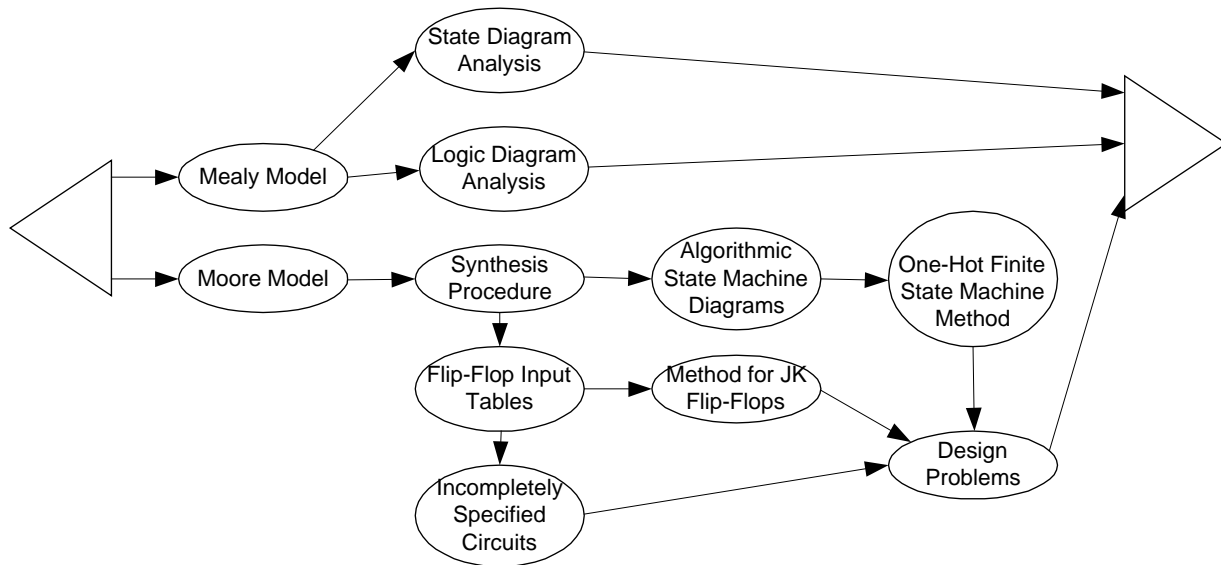 State Diagram
Analysis
Mealy Model
Logic Diagram
Analysis
Moore Model
Synthesis
Procedure
Algorithmic
State Machine
Diagrams
One-Hot Finite
State Machine
Method
Flip-Flop Input
Tables
Method for JK
Flip-Flops
Design
Problems
Incompletely
Specified
Circuits